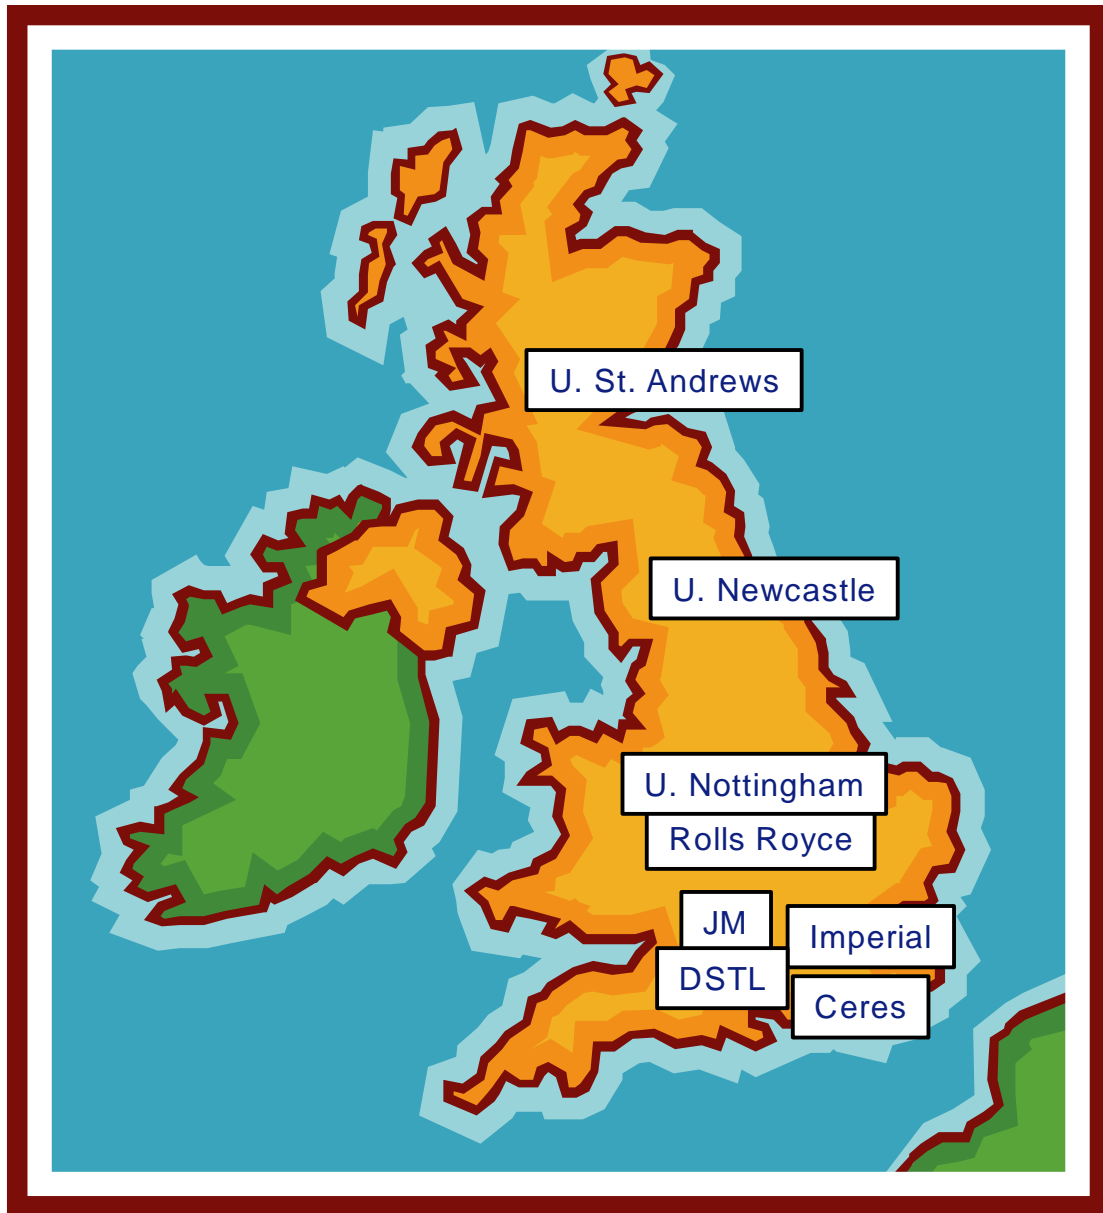 U. St. Andrews
U. Newcastle
U. Nottingham
Rolls Royce
JM
Imperial
DSTL
Ceres